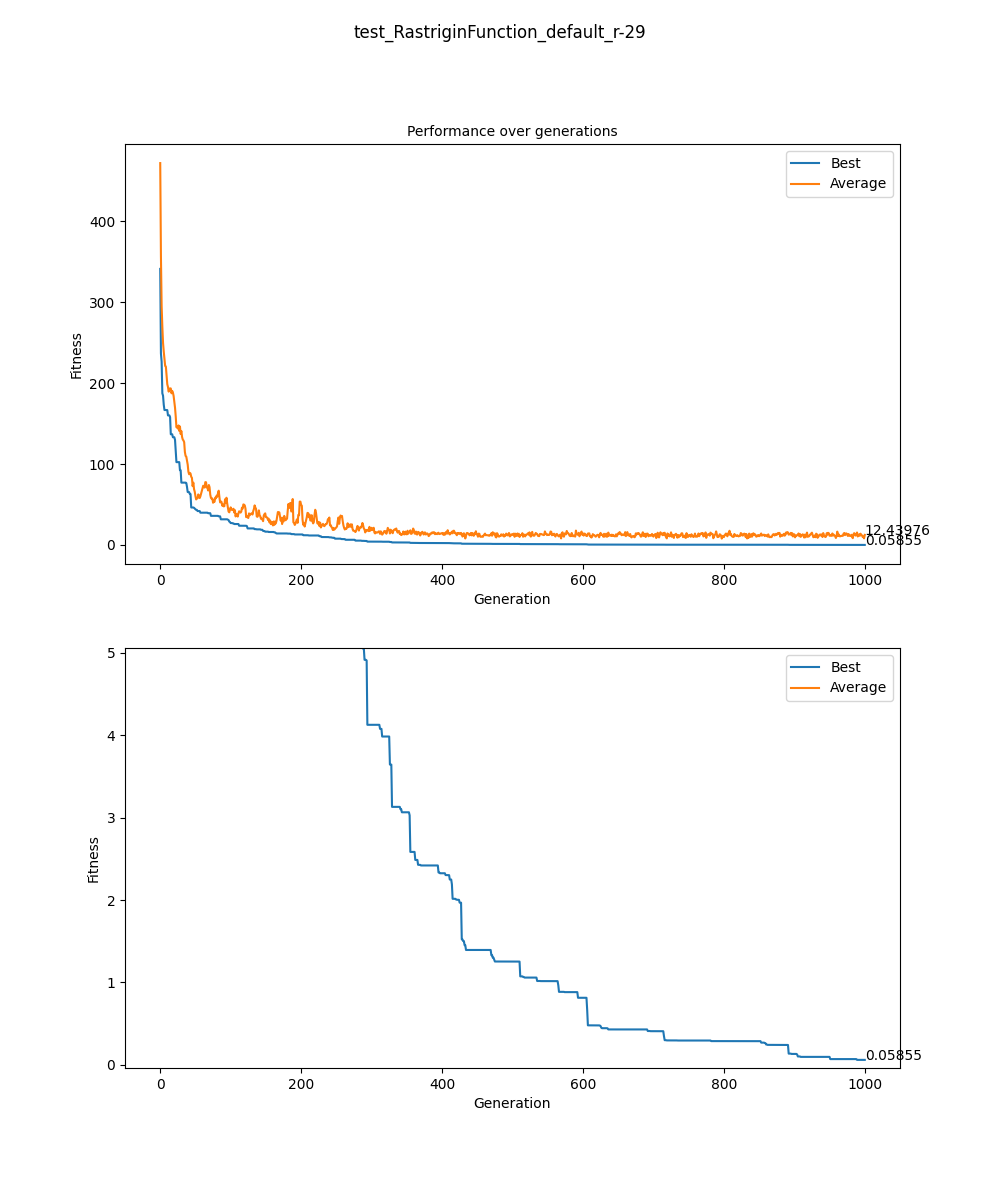 test_RastriginFunction_default_r-29
Performance over generations
Best
Average
Fitness
400
300
200
100
0
12.43976
0.05855
0 200 400 600 800 1000
Generation
Best
Average
Fitness
5
4
3
2
1
0
0.05855
0 200 400 600 800 1000
Generation